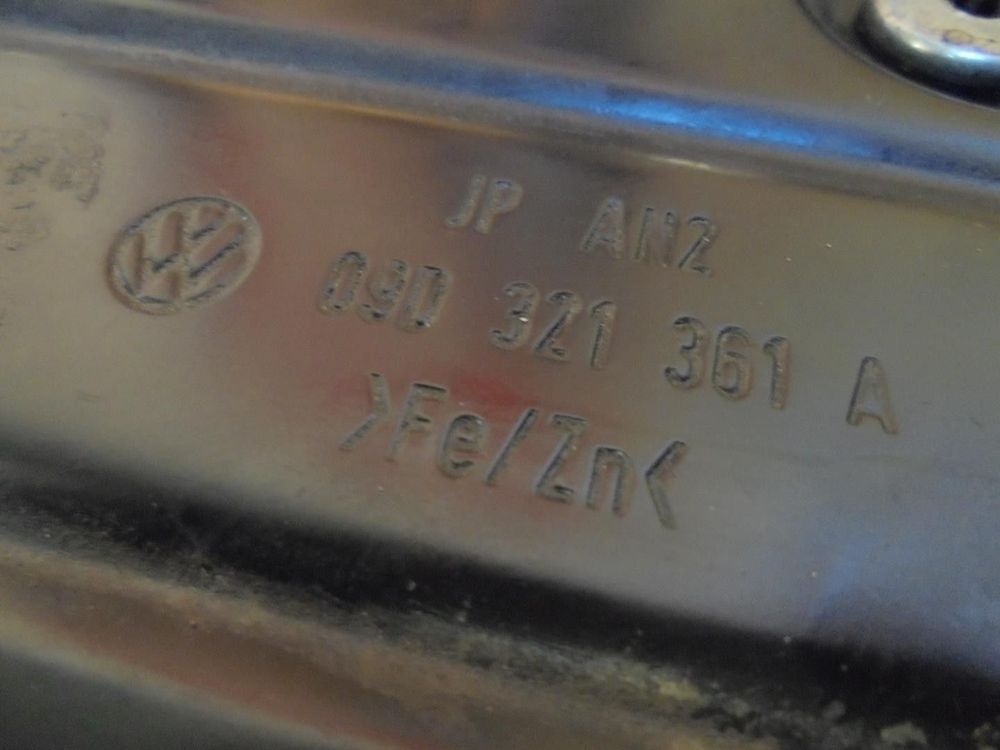 JP AN2
09D 321 361 A
>Fe/Zn<